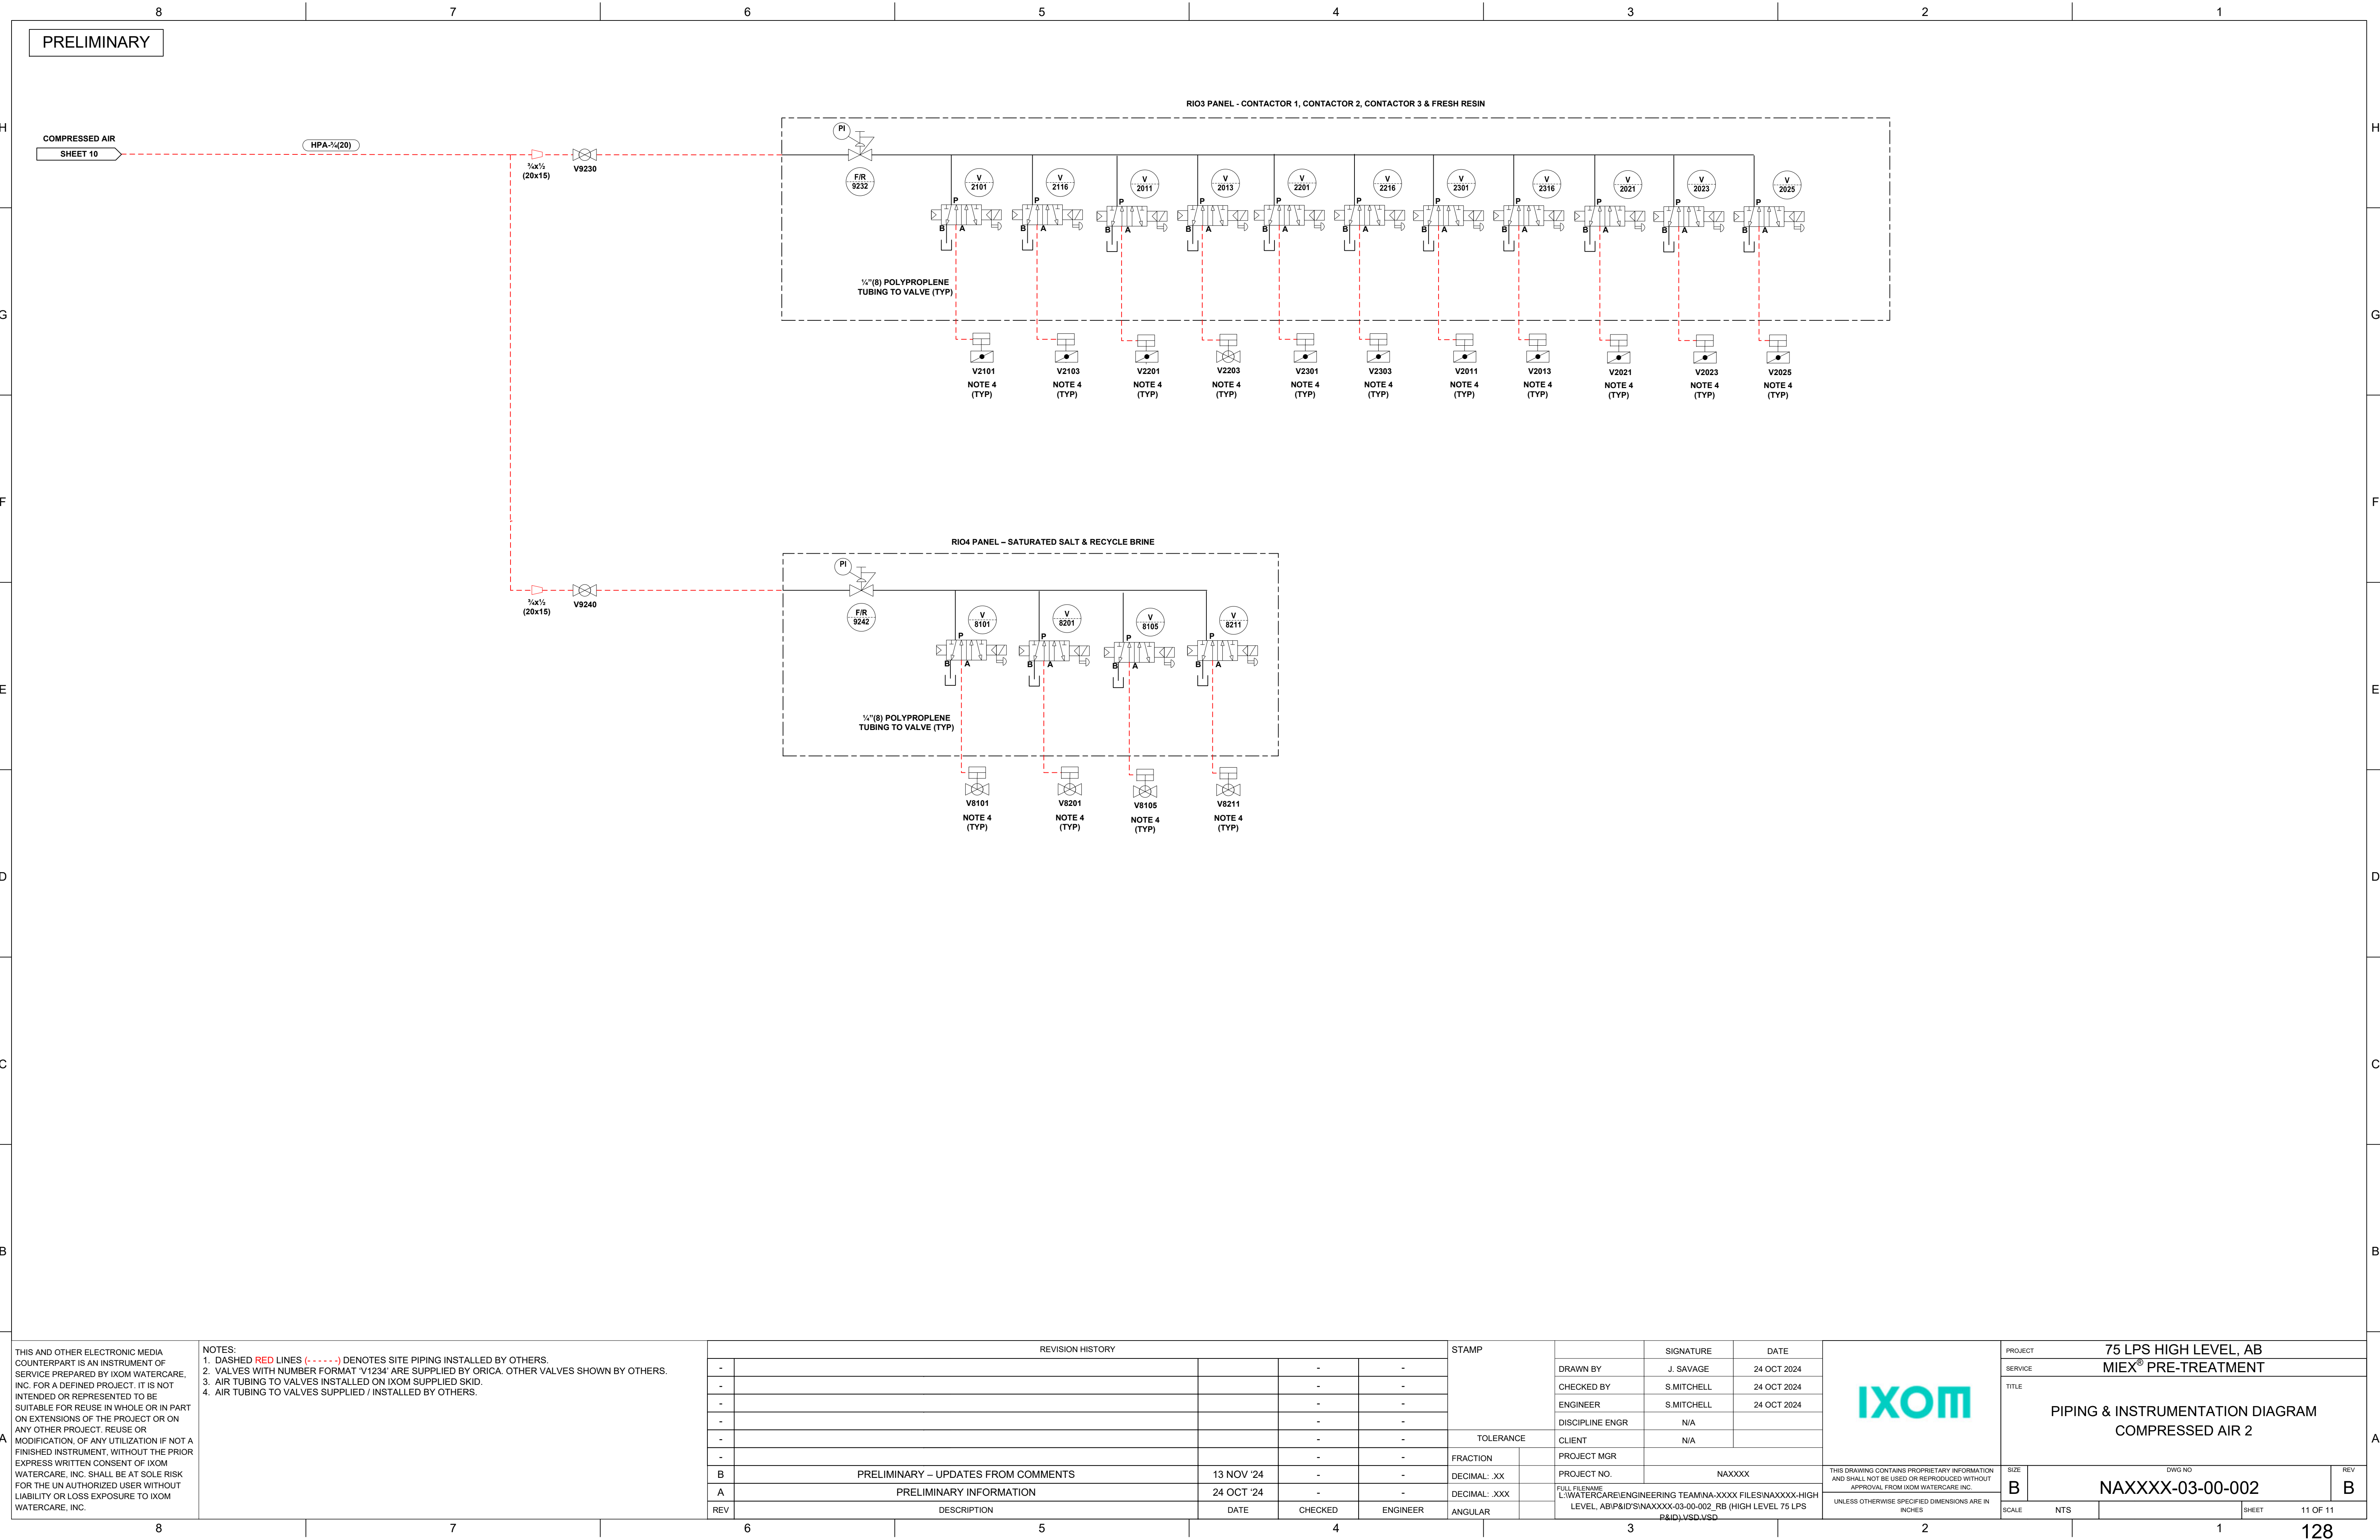 8 7 6 5 4 3 2 1
PRELIMINARY
H
H
COMPRESSED AIR
SHEET 10
HPA-¾(20)
¾x½
(20x15)
V9230
RIO3 PANEL - CONTACTOR 1, CONTACTOR 2, CONTACTOR 3 & FRESH RESIN
PI
F/R
9232
V
2101
V
2116
V
2011
V
2013
V
2201
V
2216
V
2301
V
2316
V
2021
V
2023
V
2025
P P P P P P P P P P P
B A B A B A B A B A B A B A B A B A B A B A
¼"(8) POLYPROPLENE
TUBING TO VALVE (TYP)
G
G
V2101 V2103 V2201 V2203 V2301 V2303 V2011 V2013 V2021 V2023 V2025
NOTE 4 NOTE 4 NOTE 4 NOTE 4 NOTE 4 NOTE 4 NOTE 4 NOTE 4 NOTE 4 NOTE 4 NOTE 4
(TYP) (TYP) (TYP) (TYP) (TYP) (TYP) (TYP) (TYP) (TYP) (TYP) (TYP)
F
F
RIO4 PANEL – SATURATED SALT & RECYCLE BRINE
¾x½
(20x15)
V9240
PI
F/R
9242
V
8101
V
8201
V
8105
V
8211
P P P P
B A B A B A B A
E
E
¼"(8) POLYPROPLENE
TUBING TO VALVE (TYP)
V8101 V8201 V8105 V8211
NOTE 4 NOTE 4 NOTE 4 NOTE 4
(TYP) (TYP) (TYP) (TYP)
D
D
C
C
B
B
A
A
THIS AND OTHER ELECTRONIC MEDIA
COUNTERPART IS AN INSTRUMENT OF
SERVICE PREPARED BY IXOM WATERCARE,
INC. FOR A DEFINED PROJECT. IT IS NOT
INTENDED OR REPRESENTED TO BE
SUITABLE FOR REUSE IN WHOLE OR IN PART
ON EXTENSIONS OF THE PROJECT OR ON
ANY OTHER PROJECT. REUSE OR
MODIFICATION, OF ANY UTILIZATION IF NOT A
FINISHED INSTRUMENT, WITHOUT THE PRIOR
EXPRESS WRITTEN CONSENT OF IXOM
WATERCARE, INC. SHALL BE AT SOLE RISK
FOR THE UN AUTHORIZED USER WITHOUT
LIABILITY OR LOSS EXPOSURE TO IXOM
WATERCARE, INC.
NOTES:
1. DASHED RED LINES (- - - - - -) DENOTES SITE PIPING INSTALLED BY OTHERS.
2. VALVES WITH NUMBER FORMAT 'V1234' ARE SUPPLIED BY ORICA. OTHER VALVES SHOWN BY OTHERS.
3. AIR TUBING TO VALVES INSTALLED ON IXOM SUPPLIED SKID.
4. AIR TUBING TO VALVES SUPPLIED / INSTALLED BY OTHERS.
REVISION HISTORY
- - -
- - -
- - -
- - -
- - -
- - -
B PRELIMINARY – UPDATES FROM COMMENTS 13 NOV '24 - -
A PRELIMINARY INFORMATION 24 OCT '24 - -
REV DESCRIPTION DATE CHECKED ENGINEER
STAMP
TOLERANCE
FRACTION
DECIMAL: .XX
DECIMAL: .XXX
ANGULAR
SIGNATURE DATE
DRAWN BY J. SAVAGE 24 OCT 2024
CHECKED BY S.MITCHELL 24 OCT 2024
ENGINEER S.MITCHELL 24 OCT 2024
DISCIPLINE ENGR N/A
CLIENT N/A
PROJECT MGR
PROJECT NO. NAXXXX
FULL FILENAME
L:\WATERCARE\ENGINEERING TEAM\NA-XXXX FILES\NAXXXX-HIGH
LEVEL, AB\P&ID'S\NAXXXX-03-00-002_RB (HIGH LEVEL 75 LPS
P&ID).VSD.VSD
IXOM
THIS DRAWING CONTAINS PROPRIETARY INFORMATION
AND SHALL NOT BE USED OR REPRODUCED WITHOUT
APPROVAL FROM IXOM WATERCARE INC.
UNLESS OTHERWISE SPECIFIED DIMENSIONS ARE IN
INCHES
PROJECT 75 LPS HIGH LEVEL, AB
SERVICE MIEX® PRE-TREATMENT
TITLE
PIPING & INSTRUMENTATION DIAGRAM
COMPRESSED AIR 2
SIZE DWG NO REV
B NAXXXX-03-00-002 B
SCALE NTS SHEET 11 OF 11
8 7 6 5 4 3 2 1
128